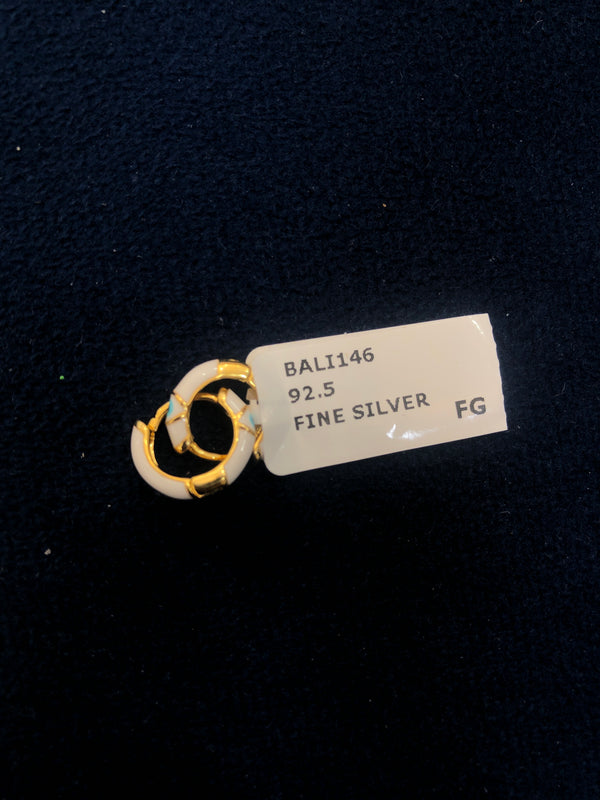 BALI146
92.5
FINE SILVER
FG